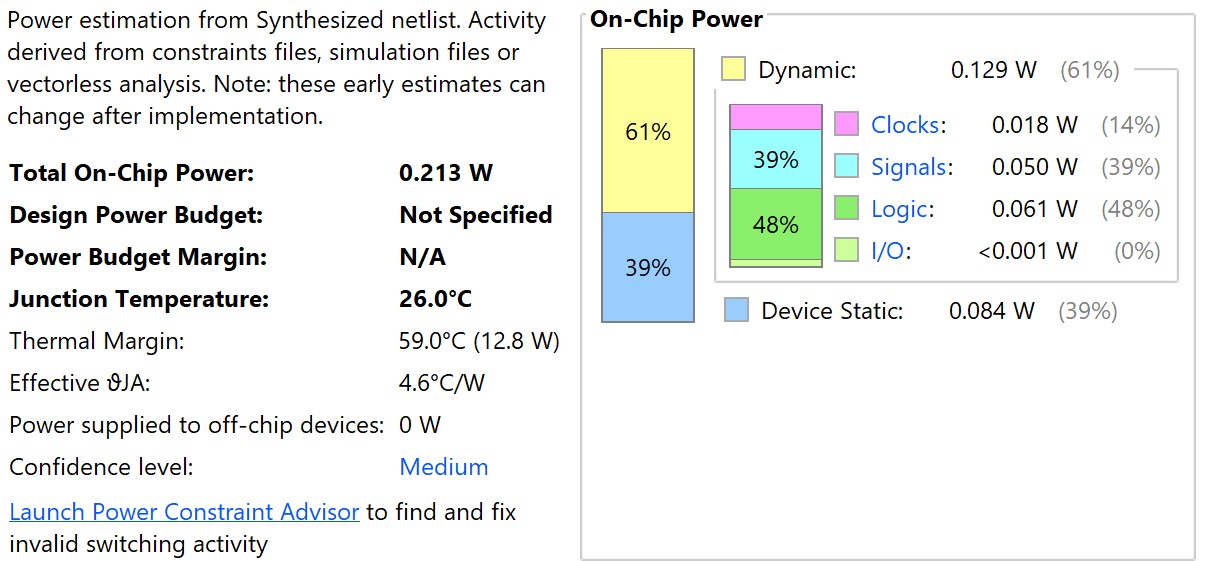 Power estimation from Synthesized netlist. Activity
derived from constraints files, simulation files or
vectorless analysis. Note: these early estimates can
change after implementation.
Total On-Chip Power: 0.213 W
Design Power Budget: Not Specified
Power Budget Margin: N/A
Junction Temperature: 26.0°C
Thermal Margin: 59.0°C (12.8 W)
Effective ϑJA: 4.6°C/W
Power supplied to off-chip devices: 0 W
Confidence level: Medium
Launch Power Constraint Advisor to find and fix
invalid switching activity
On-Chip Power
61%
39%
Dynamic: 0.129 W (61%)
39%
48%
Clocks: 0.018 W (14%)
Signals: 0.050 W (39%)
Logic: 0.061 W (48%)
I/O: <0.001 W (0%)
Device Static: 0.084 W (39%)